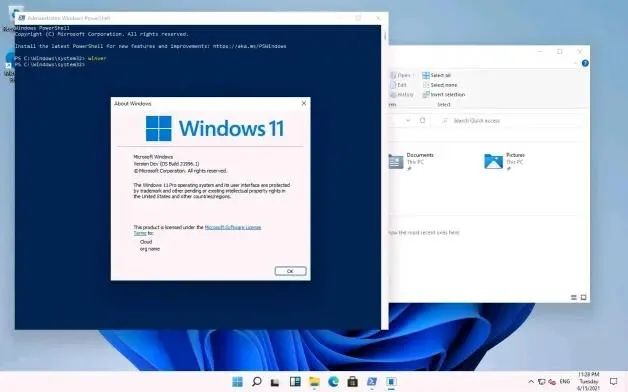 Administrator: Windows PowerShell
Windows PowerShell
Copyright (C) Microsoft Corporation. All rights reserved.
Install the latest PowerShell for new features and improvements! https://aka.ms/PSWindows
PS C:\Windows\system32> winver
PS C:\Windows\system32>
Open
Edit
History
Select all
Select none
Invert selection
Select
Search Quick access
Documents
This PC
Pictures
This PC
the most recent ones here
About Windows
Windows 11
Microsoft Windows
Version Dev (OS Build 21996.1)
© Microsoft Corporation. All rights reserved.
The Windows 11 Pro operating system and its user interface are protected
by trademark and other pending or existing intellectual property rights in
the United States and other countries/regions.
This product is licensed under the Microsoft Software License
Terms to:
Cloud
org name
OK
ENG
11:28 PM
Tuesday
6/15/2021